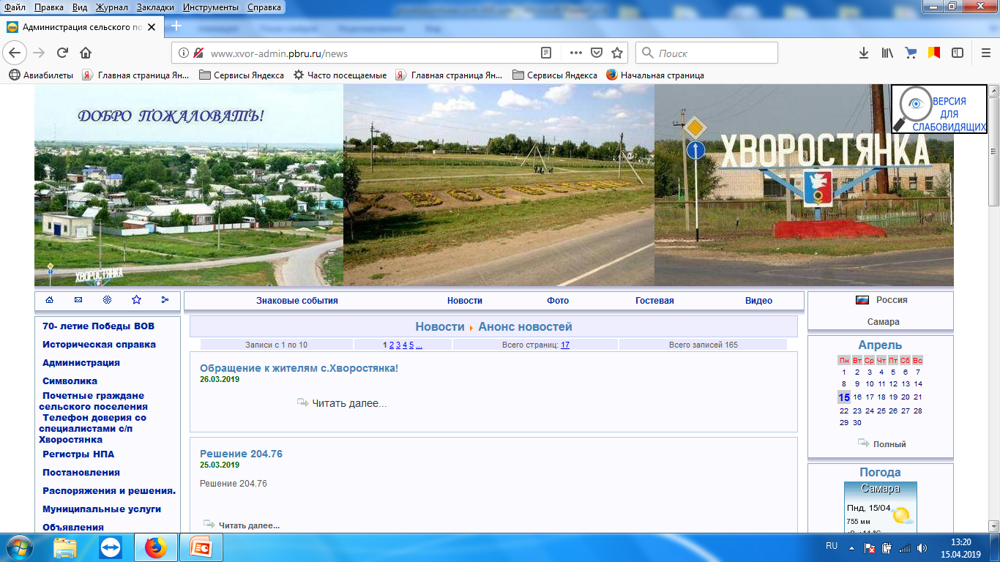 Файл Правка Вид Журнал Закладки Инструменты Справка
Администрация сельского по
www.xvor-admin.pbru.ru/news
Поиск
Авиабилеты
Главная страница Ян...
Сервисы Яндекса
Часто посещаемые
Главная страница Ян...
Сервисы Яндекса
Начальная страница
ДОБРО ПОЖАЛОВАТЬ!
ХВОРОСТЯНКА
ХВОРОСТЯНКА
ВЕРСИЯ
ДЛЯ
СЛАБОВИДЯЩИХ
Знаковые события Новости Фото Гостевая Видео
70- летие Победы ВОВ
Историческая справка
Администрация
Символика
Почетные граждане
сельского поселения
Телефон доверия со
специалистами с/п
Хворостянка
Регистры НПА
Постановления
Распоряжения и решения.
Муниципальные услуги
Объявления
Новости Анонс новостей
Записи с 1 по 10 1 2 3 4 5 ... Всего страниц: 17 Всего записей 165
Обращение к жителям с.Хворостянка!
26.03.2019
Читать далее...
Решение 204.76
25.03.2019
Решение 204.76
Читать далее...
Россия
Самара
Апрель
Пн Вт Ср Чт Пт Сб Вс
1 2 3 4 5 6 7
8 9 10 11 12 13 14
15 16 17 18 19 20 21
22 23 24 25 26 27 28
29 30
Полный
Погода
Самара
Пнд, 15/04
755 мм
RU
13:20
15.04.2019